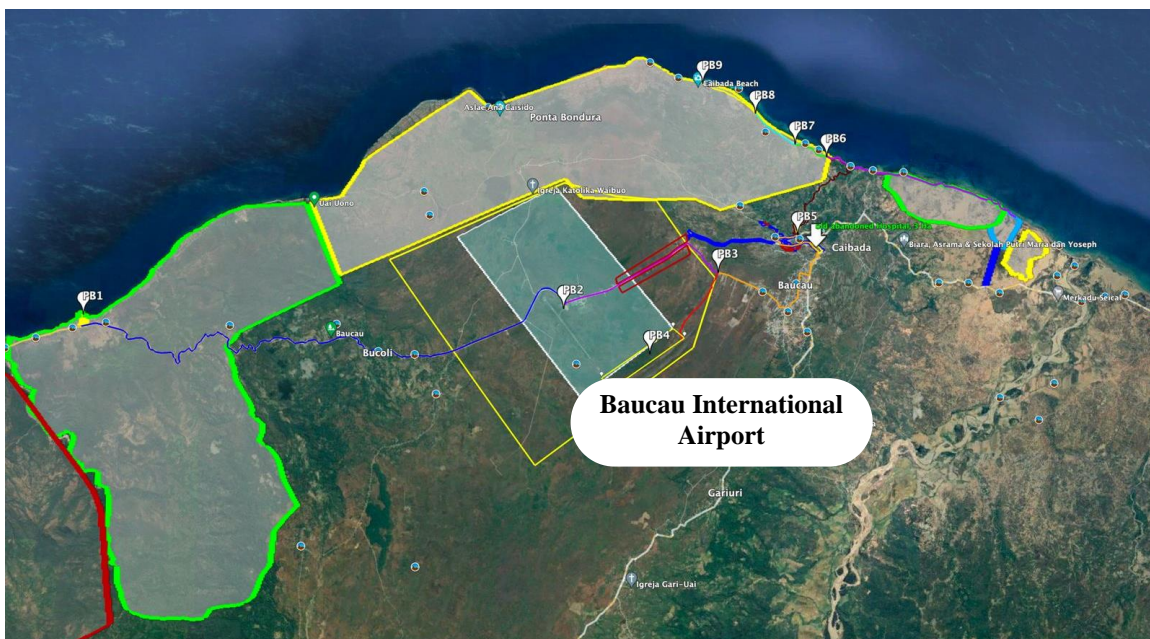 PB9
Caibada Beach
PB8
Aslae Ana Caisido
Ponta Bondura
PB7
PB6
Igreja Katolika Waibuo
Uai Uono
PB5
Caibada
Biara, Asrama & Sekolah Putri Maria dan Yoseph
PB3
Baucau
PB2
Merkadu Seical
PB1
Baucau
PB4
Bucoli
Baucau International
Airport
Gariuri
Igreja Gari-Uai